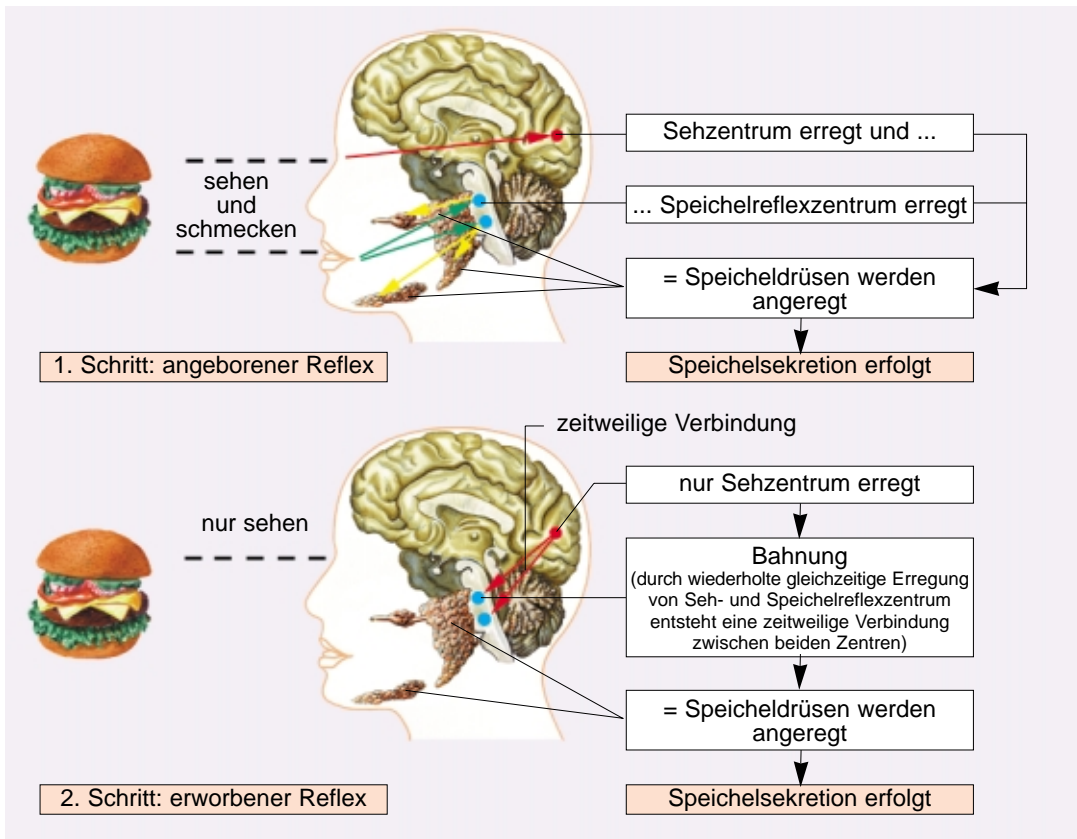 sehen
und
schmecken
Sehzentrum erregt und ...
... Speichelreflexzentrum erregt
= Speicheldrüsen werden
angeregt
1. Schritt: angeborener Reflex
Speichelsekretion erfolgt
zeitweilige Verbindung
nur sehen
nur Sehzentrum erregt
Bahnung
(durch wiederholte gleichzeitige Erregung
von Seh- und Speichelreflexzentrum
entsteht eine zeitweilige Verbindung
zwischen beiden Zentren)
= Speicheldrüsen werden
angeregt
2. Schritt: erworbener Reflex
Speichelsekretion erfolgt